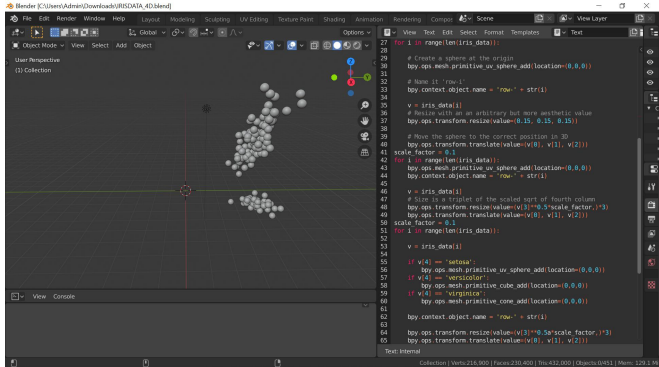 Blender [C:\Users\Admin\Downloads\IRISDATA_4D.blend]
File Edit Render Window Help Layout Modeling Sculpting UV Editing Texture Paint Shading Animation Rendering Compor Scene View Layer
Global Options
Object Mode View Select Add Object
View Text Edit Select Format Templates Text
User Perspective
(1) Collection
27 for i in range(len(iris_data)):
28
29 # Create a sphere at the origin
30 bpy.ops.mesh.primitive_uv_sphere_add(location=(0,0,0))
31
32 # Name it 'row-i'
33 bpy.context.object.name = "row-" + str(i)
34
35 v = iris_data[i]
36 # Resize with an an arbitrary but more aesthetic value
37 bpy.ops.transform.resize(value=(0.15, 0.15, 0.15))
38
39 # Move the sphere to the correct position in 3D
40 bpy.ops.transform.translate(value=(v[0], v[1], v[2]))
41 scale_factor = 0.1
42 for i in range(len(iris_data)):
43 bpy.ops.mesh.primitive_uv_sphere_add(location=(0,0,0))
44 bpy.context.object.name = "row-" + str(i)
45
46 v = iris_data[i]
47 # Size is a triplet of the scaled sqrt of fourth column
48 bpy.ops.transform.resize(value=(v[3]**0.5*scale_factor,)*3)
49 bpy.ops.transform.translate(value=(v[0], v[1], v[2]))
50 scale_factor = 0.1
51 for i in range(len(iris_data)):
52
53 v = iris_data[i]
54
55 if v[4] == 'setosa':
56 bpy.ops.mesh.primitive_uv_sphere_add(location=(0,0,0))
57 if v[4] == 'versicolor':
58 bpy.ops.mesh.primitive_cube_add(location=(0,0,0))
59 if v[4] == 'virginica':
60 bpy.ops.mesh.primitive_cone_add(location=(0,0,0))
61
62 bpy.context.object.name = "row-" + str(i)
63
64 bpy.ops.transform.resize(value=(v[3]**0.5a*scale_factor,)*3)
65 bpy.ops.transform.translate(value=(v[0], v[1], v[2]))
View Console
Text: Internal
Collection | Verts:216,900 | Faces:230,400 | Tris:432,000 | Objects:0/451 | Mem: 129.1 Mi